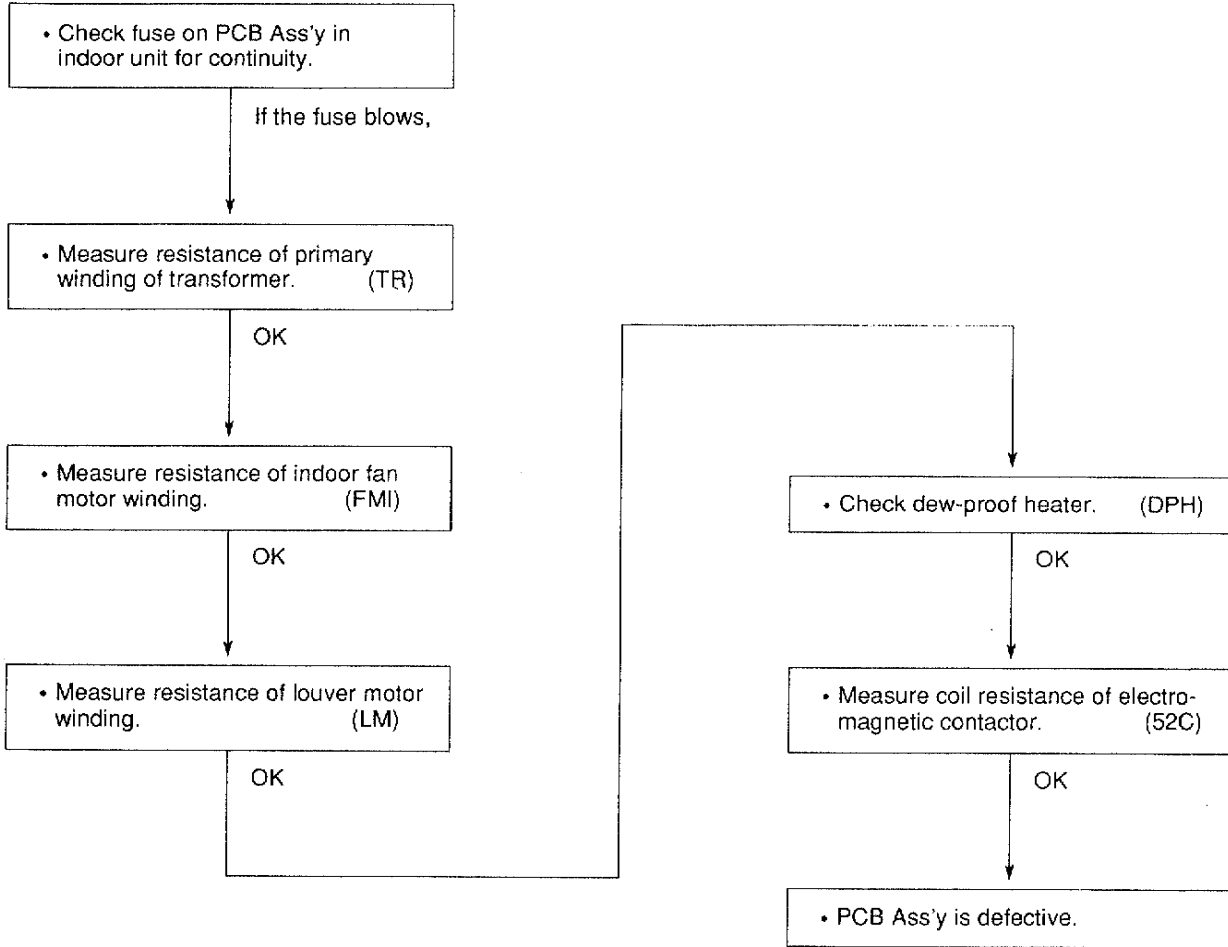 • Check fuse on PCB Ass'y in
indoor unit for continuity.
If the fuse blows,
• Measure resistance of primary
winding of transformer. (TR)
OK
• Measure resistance of indoor fan
motor winding. (FMI)
OK
• Measure resistance of louver motor
winding. (LM)
OK
• Check dew-proof heater. (DPH)
OK
• Measure coil resistance of electro-
magnetic contactor. (52C)
OK
• PCB Ass'y is defective.